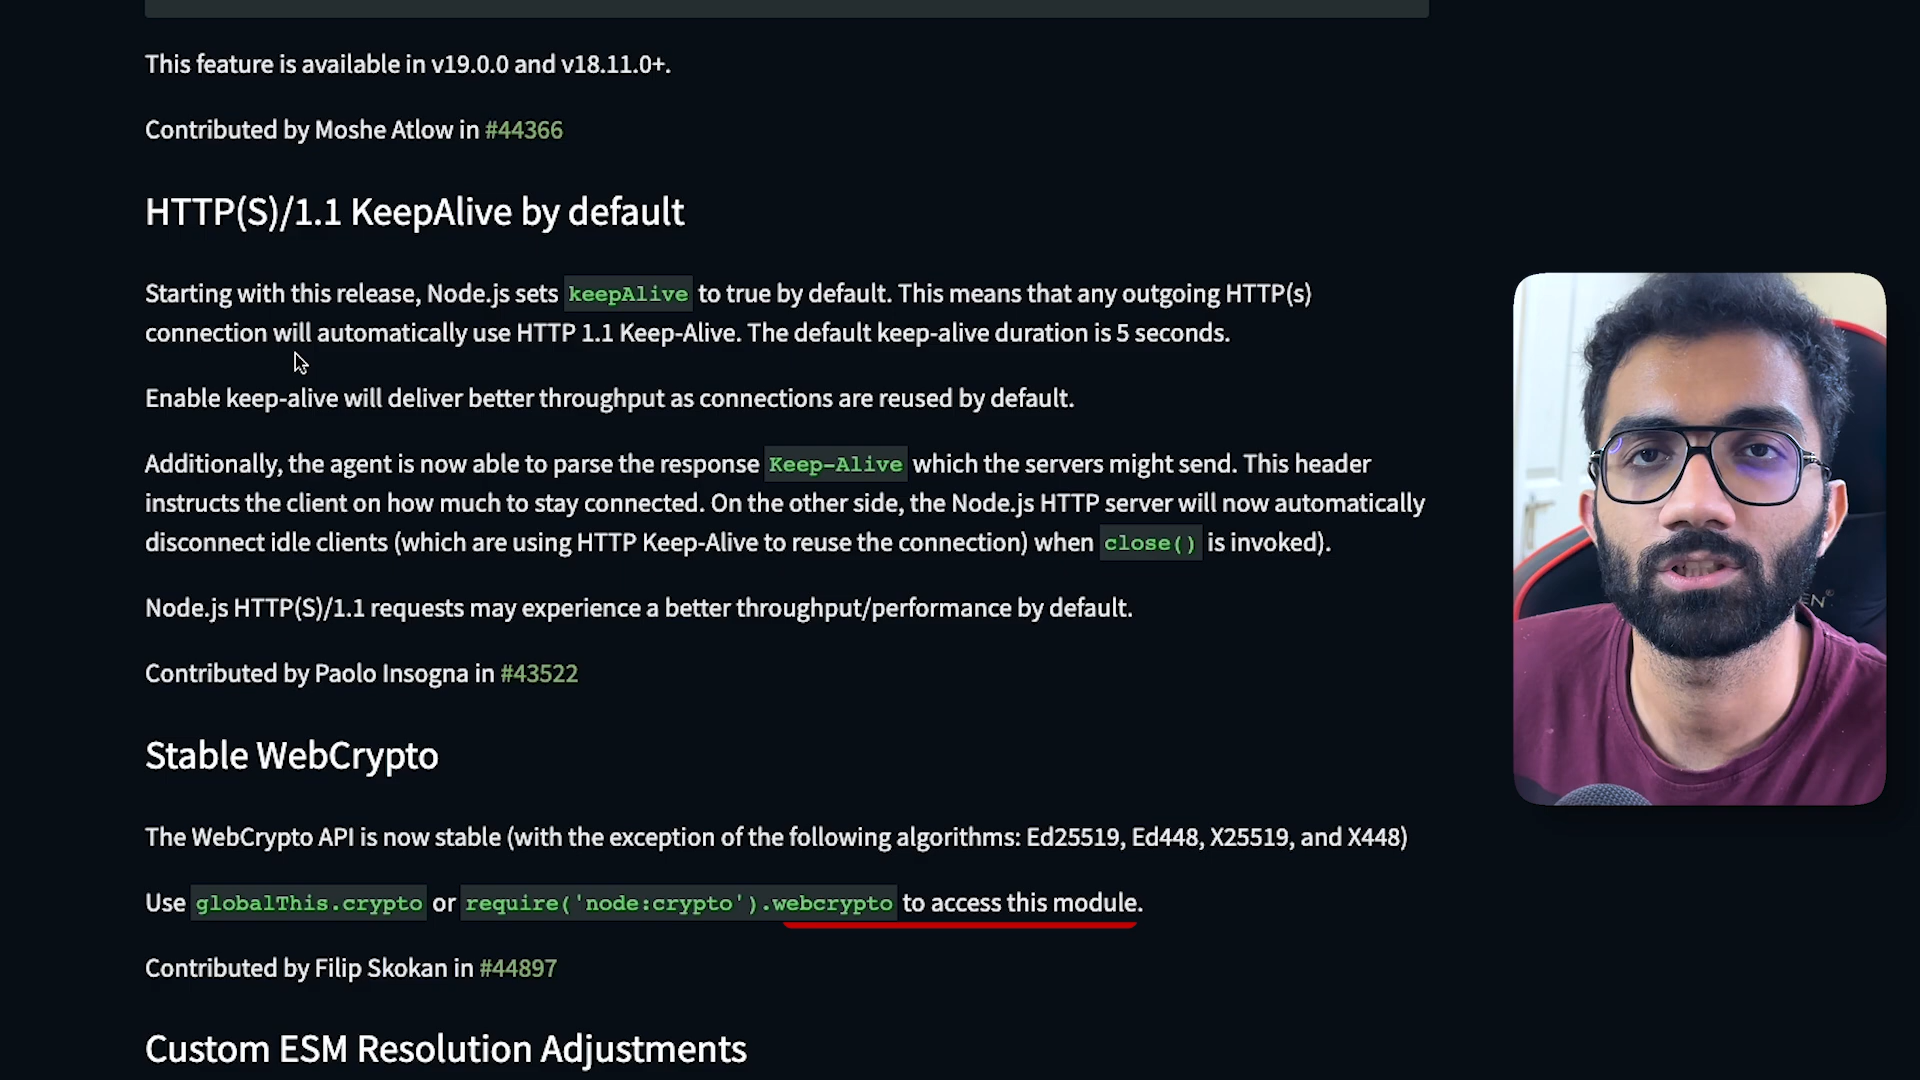 This feature is available in v19.0.0 and v18.11.0+.
Contributed by Moshe Atlow in #44366
HTTP(S)/1.1 KeepAlive by default
Starting with this release, Node.js sets keepAlive to true by default. This means that any outgoing HTTP(s)
connection will automatically use HTTP 1.1 Keep-Alive. The default keep-alive duration is 5 seconds.
Enable keep-alive will deliver better throughput as connections are reused by default.
Additionally, the agent is now able to parse the response Keep-Alive which the servers might send. This header
instructs the client on how much to stay connected. On the other side, the Node.js HTTP server will now automatically
disconnect idle clients (which are using HTTP Keep-Alive to reuse the connection) when close() is invoked).
Node.js HTTP(S)/1.1 requests may experience a better throughput/performance by default.
Contributed by Paolo Insogna in #43522
Stable WebCrypto
The WebCrypto API is now stable (with the exception of the following algorithms: Ed25519, Ed448, X25519, and X448)
Use globalThis.crypto or require('node:crypto').webcrypto to access this module.
Contributed by Filip Skokan in #44897
Custom ESM Resolution Adjustments